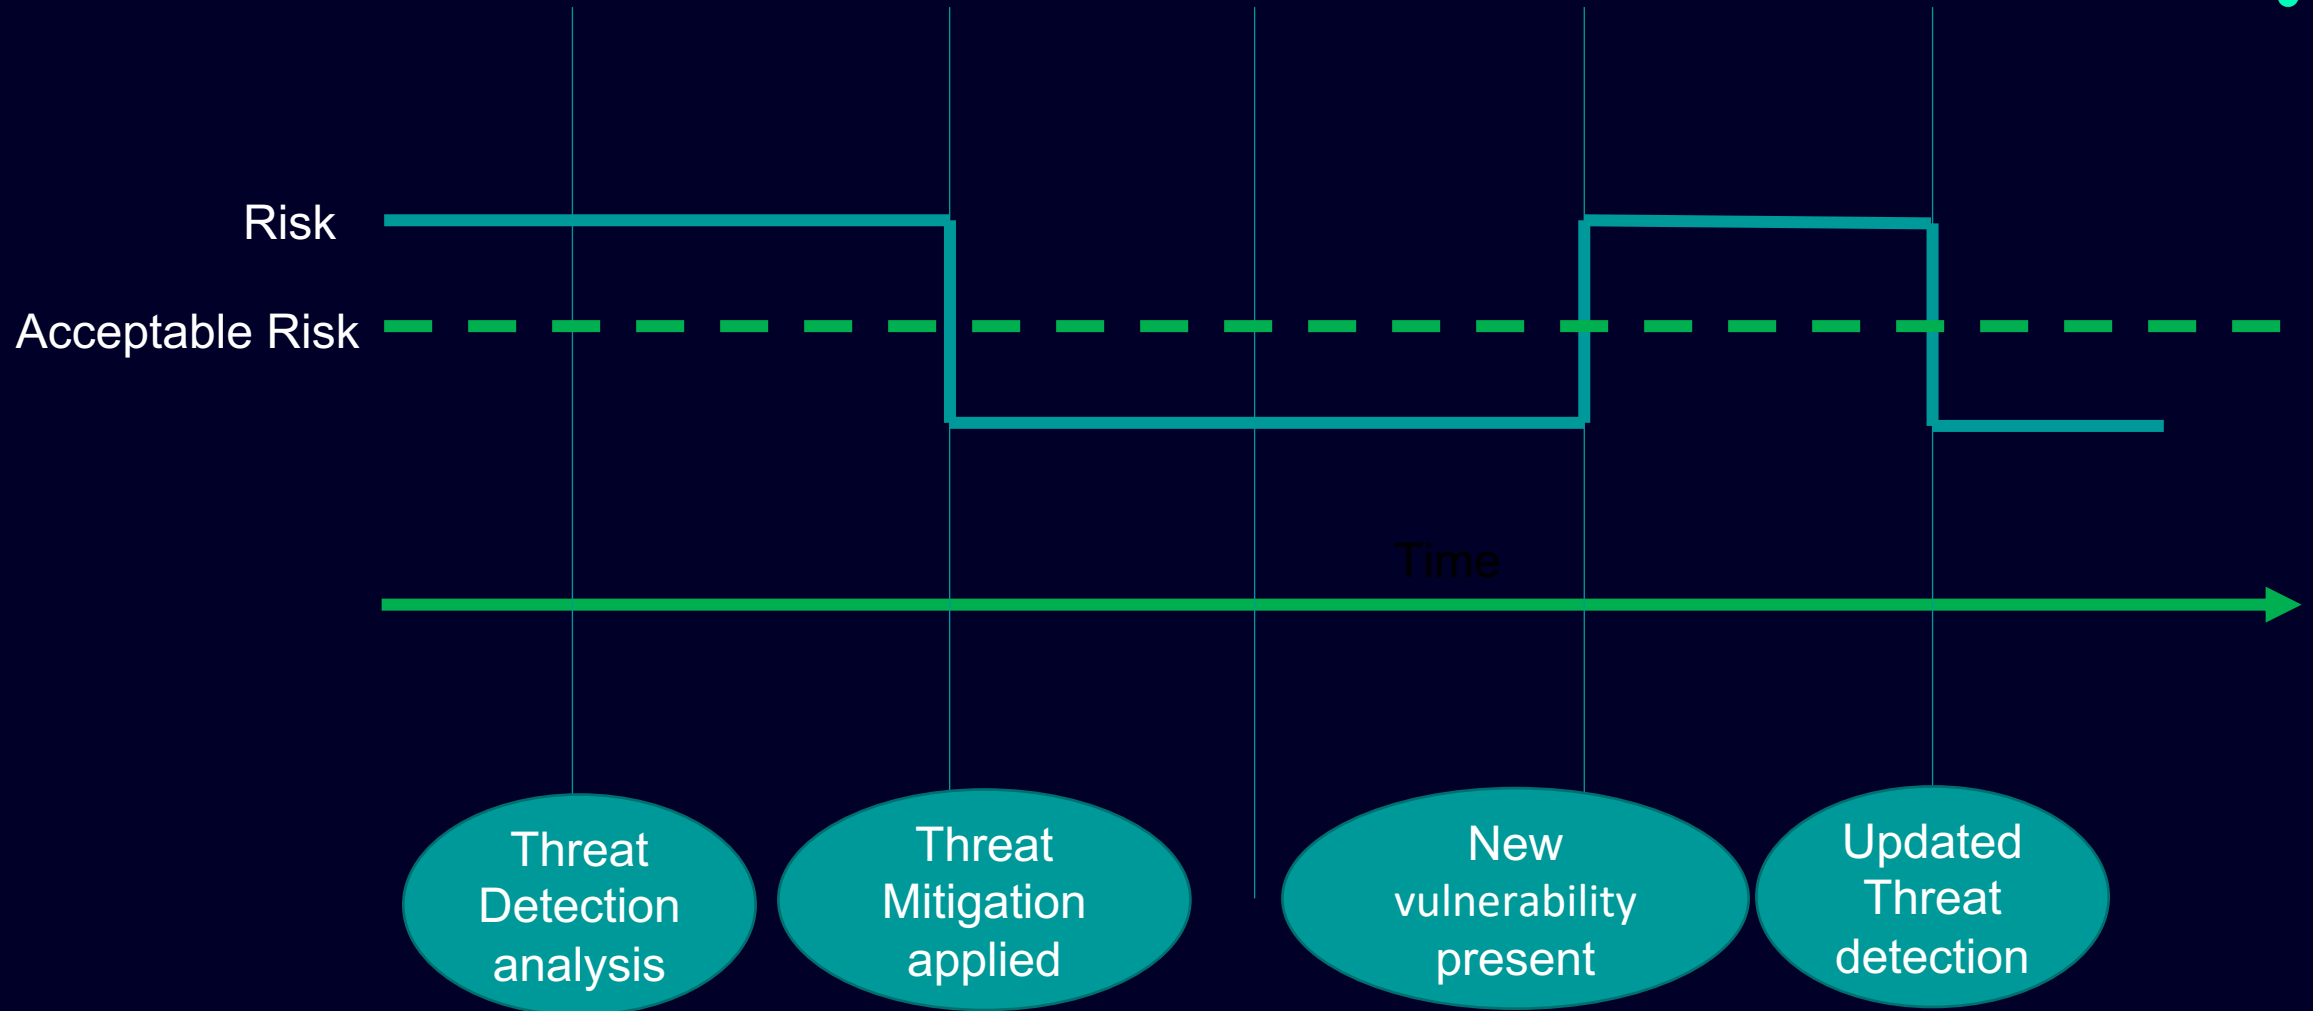 Risk
Acceptable Risk
Time
Threat
Detection
analysis
Threat
Mitigation
applied
New
vulnerability
present
Updated
Threat
detection